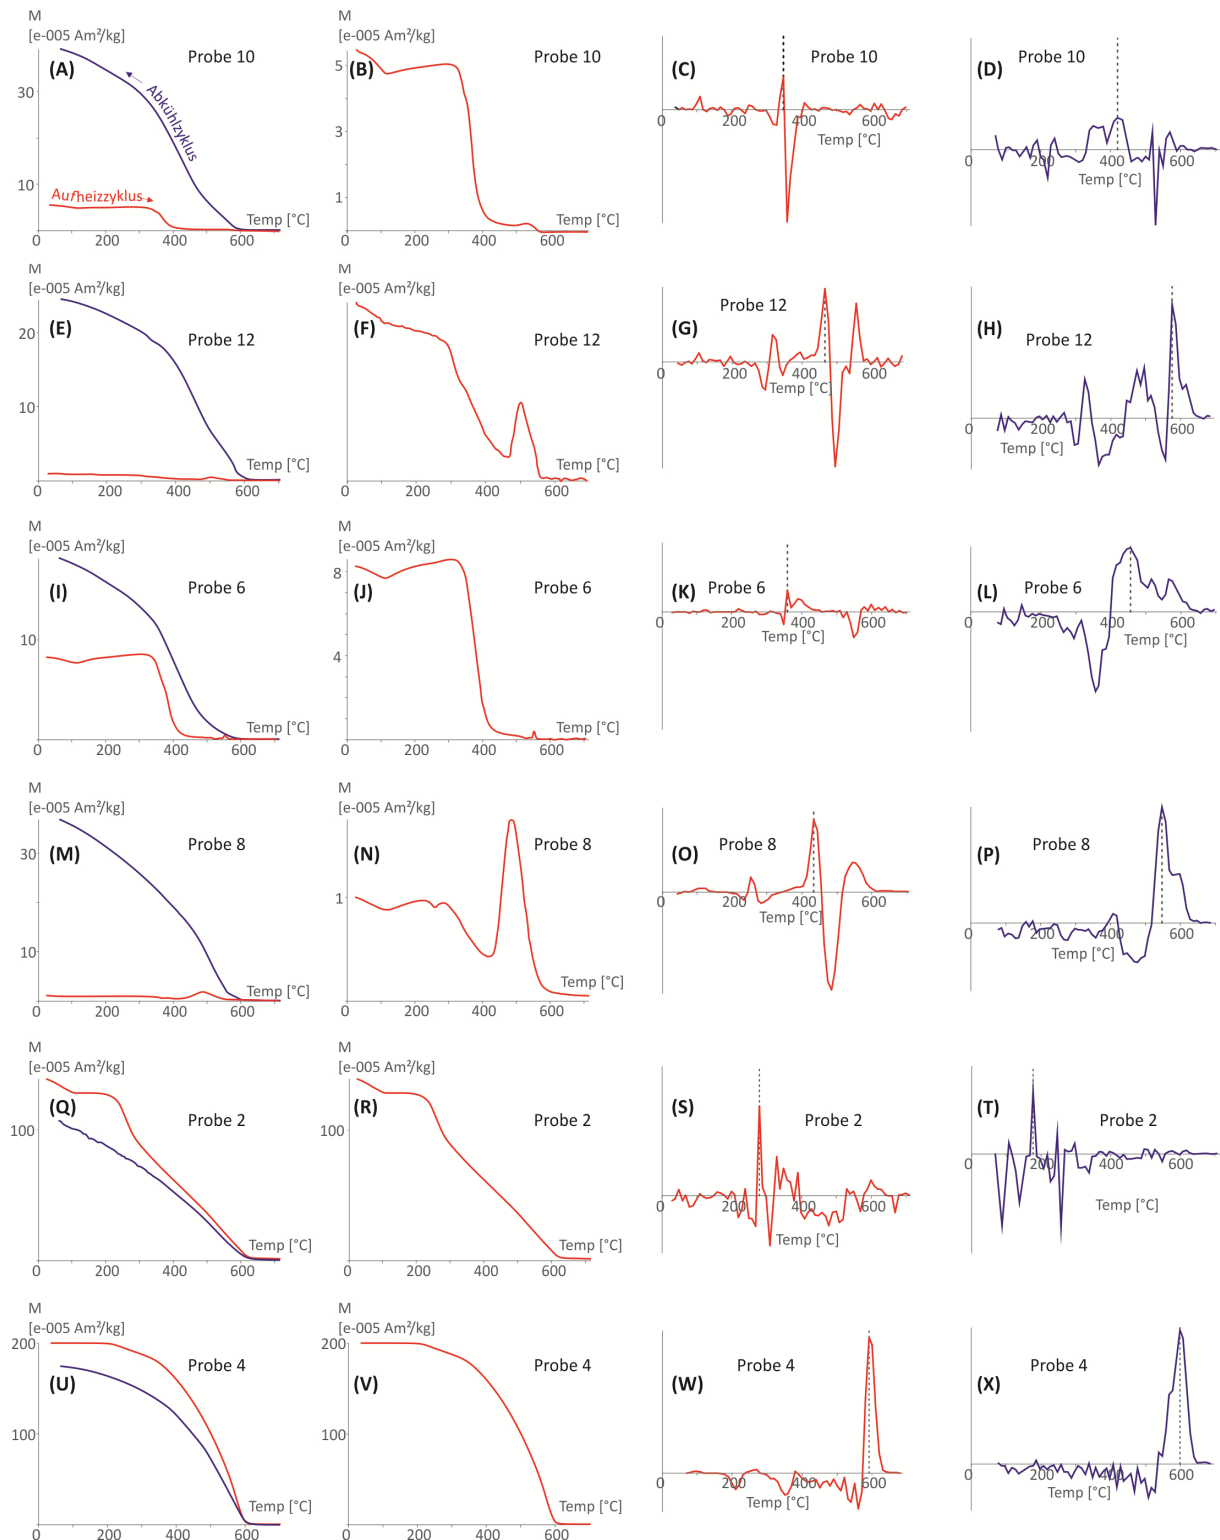 M
[e-005 Am²/kg]
(A)
Probe 10
Abkühlzyklus
30
10
Aufheizzyklus
Temp [°C]
0 200 400 600
M
[e-005 Am²/kg]
(B)
Probe 10
5
3
1
Temp [°C]
0 200 400 600
(C)
Probe 10
0 200 400 600
Temp [°C]
(D)
Probe 10
0 200 400 600
Temp [°C]
M
[e-005 Am²/kg]
(E)
Probe 12
20
10
Temp [°C]
0 200 400 600
M
[e-005 Am²/kg]
(F)
Probe 12
Temp [°C]
0 200 400 600
(G)
Probe 12
0 200 400 600
Temp [°C]
(H)
Probe 12
0 200 400 600
Temp [°C]
M
[e-005 Am²/kg]
(I)
Probe 6
10
Temp [°C]
0 200 400 600
M
[e-005 Am²/kg]
(J)
Probe 6
8
4
Temp [°C]
0 200 400 600
(K)
Probe 6
0 200 400 600
Temp [°C]
(L)
Probe 6
0 200 400 600
Temp [°C]
M
[e-005 Am²/kg]
(M)
Probe 8
30
10
Temp [°C]
0 200 400 600
M
[e-005 Am²/kg]
(N)
Probe 8
1
Temp [°C]
0 200 400 600
(O)
Probe 8
0 200 400 600
Temp [°C]
(P)
Probe 8
0 200 400 600
Temp [°C]
M
[e-005 Am²/kg]
(Q)
Probe 2
100
Temp [°C]
0 200 400 600
M
[e-005 Am²/kg]
(R)
Probe 2
100
Temp [°C]
0 200 400 600
(S)
Probe 2
0 200 400 600
Temp [°C]
(T)
Probe 2
0 200 400 600
Temp [°C]
M
[e-005 Am²/kg]
200
(U)
Probe 4
100
Temp [°C]
0 200 400 600
M
[e-005 Am²/kg]
200
(V)
Probe 4
100
Temp [°C]
0 200 400 600
(W)
Probe 4
0 200 400 600
Temp [°C]
(X)
Probe 4
0 200 400 600
Temp [°C]